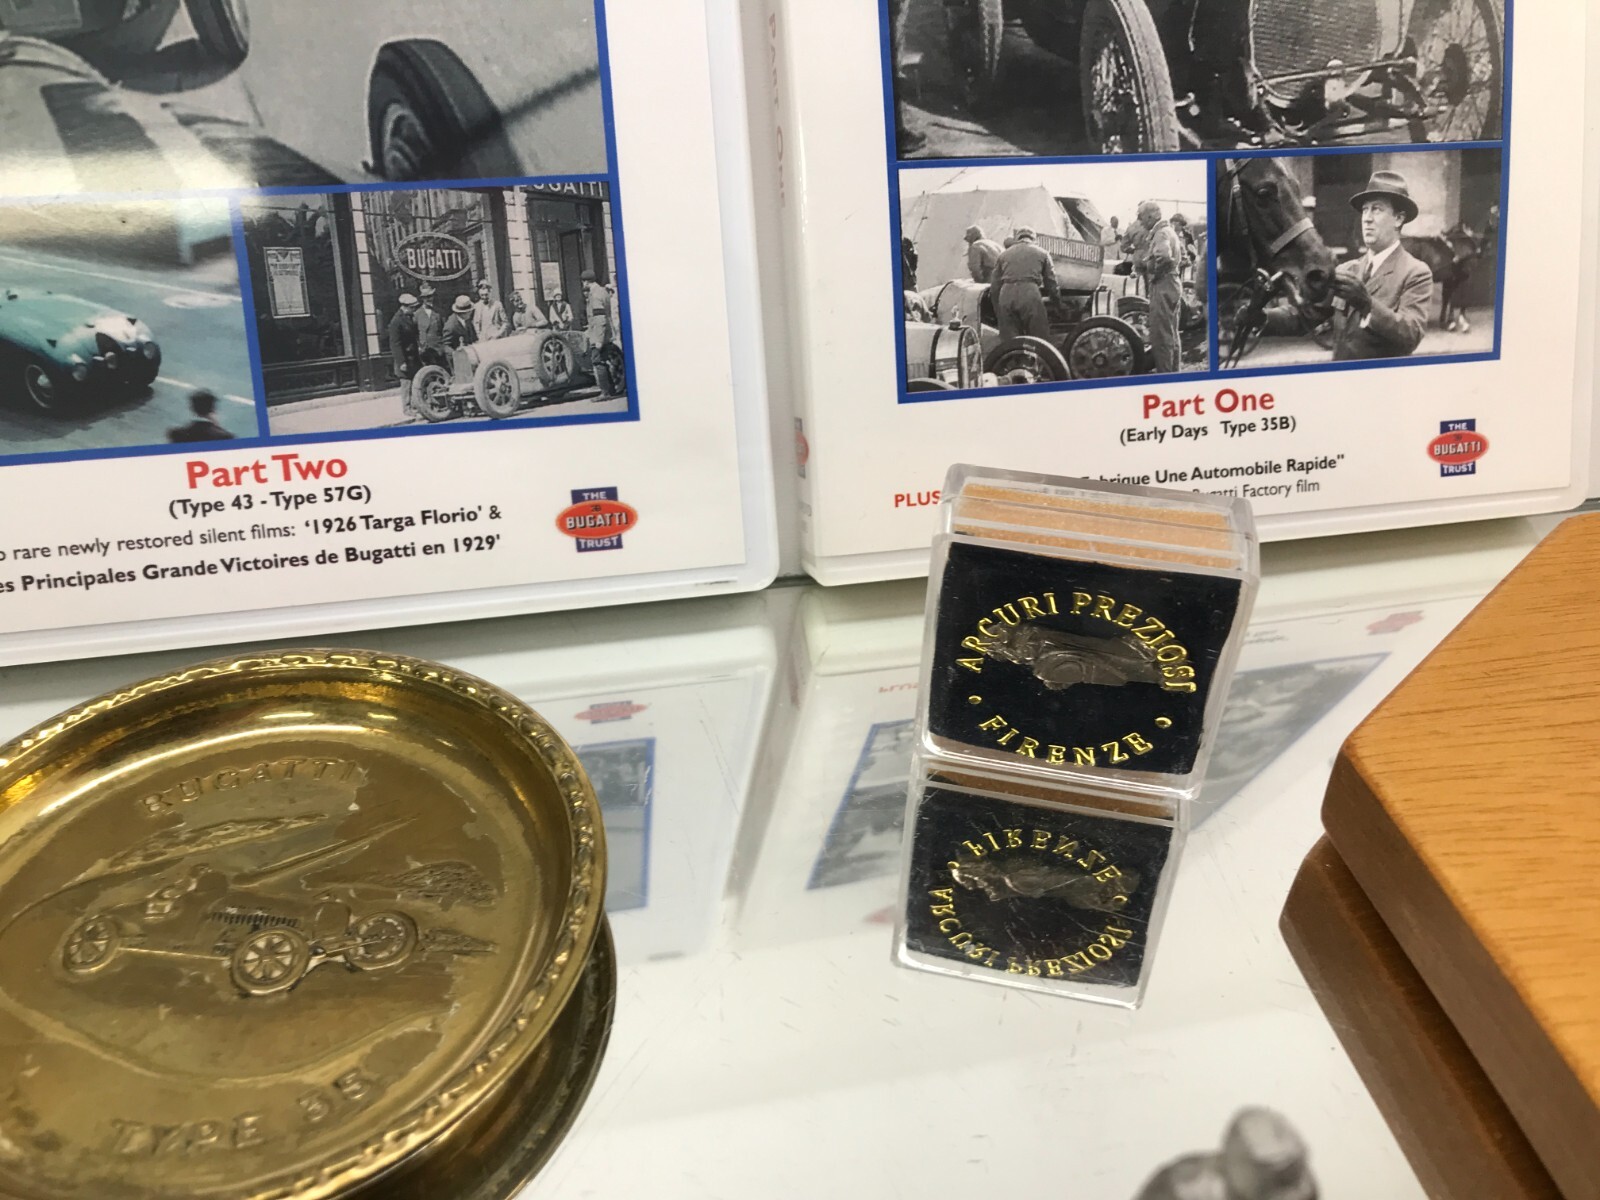 BUGATTI
BUGATTI
Part Two
(Type 43 - Type 57G)
rare newly restored silent films: '1926 Targa Florio' &
Principales Grande Victoires de Bugatti en 1929'
THE
BUGATTI
TRUST
PART ONE
Part One
(Early Days Type 35B)
Une Automobile Rapide"
PLUS
Factory film
THE
BUGATTI
TRUST
ARCURI PREZIOSI
• FIRENZE •
BUGATTI
TYPE 35